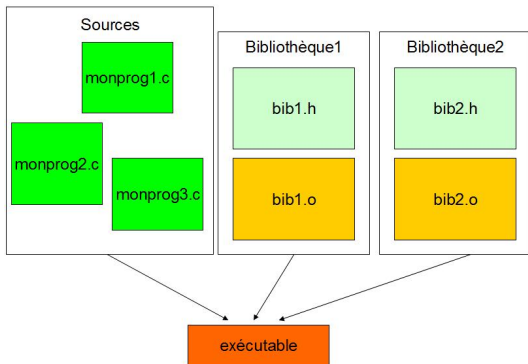 Sources
monprog1.c
monprog2.c
monprog3.c
Bibliothèque1
bib1.h
bib1.o
Bibliothèque2
bib2.h
bib2.o
exécutable